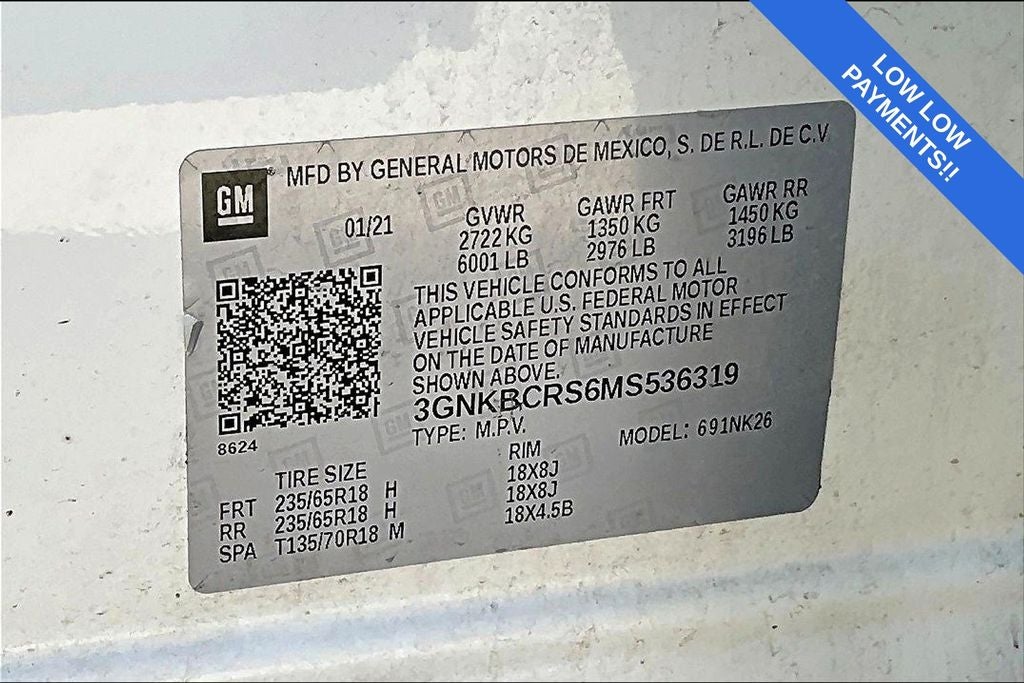 LOW LOW
PAYMENTS!!
GM
MFD BY GENERAL MOTORS DE MEXICO, S. DE R.L. DE C.V.
01/21
GVWR
2722 KG
6001 LB
GAWR FRT
1350 KG
2976 LB
GAWR RR
1450 KG
3196 LB
THIS VEHICLE CONFORMS TO ALL
APPLICABLE U.S. FEDERAL MOTOR
VEHICLE SAFETY STANDARDS IN EFFECT
ON THE DATE OF MANUFACTURE
SHOWN ABOVE.
3GNKBCRS6MS536319
TYPE: M.P.V. MODEL: 691NK26
8624
TIRE SIZE RIM
FRT 235/65R18 H 18X8J
RR 235/65R18 H 18X8J
SPA T135/70R18 M 18X4.5B